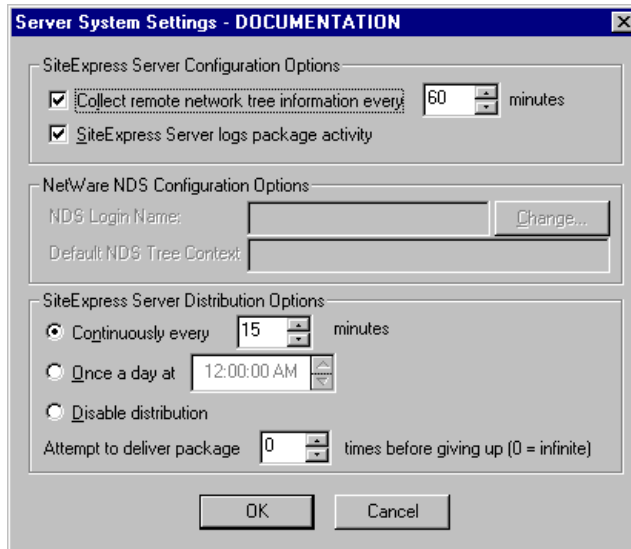 Server System Settings - DOCUMENTATION
SiteExpress Server Configuration Options
Collect remote network tree information every 60 minutes
SiteExpress Server logs package activity
NetWare NDS Configuration Options
NDS Login Name: Change...
Default NDS Tree Context
SiteExpress Server Distribution Options
Continuously every 15 minutes
Once a day at 12:00:00 AM
Disable distribution
Attempt to deliver package 0 times before giving up (0 = infinite)
OK Cancel